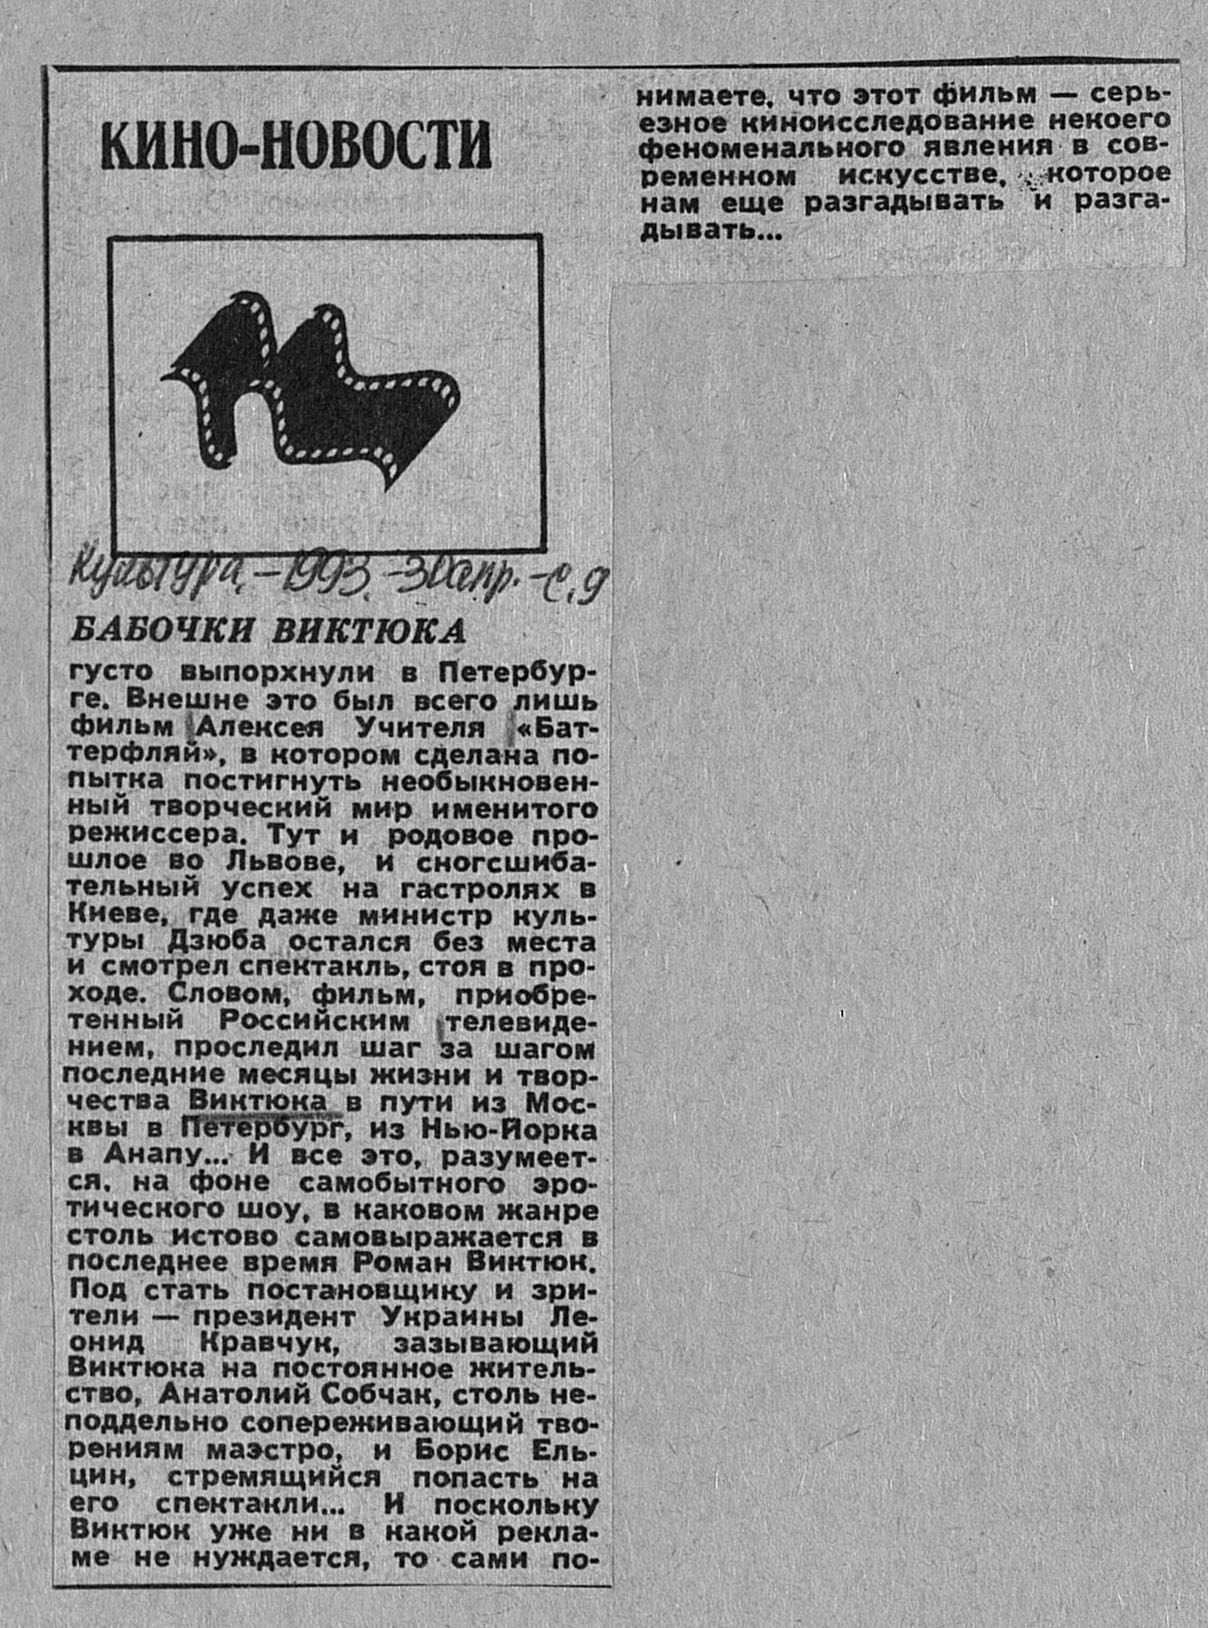 КИНО-НОВОСТИ
Культура. - 1993. - 30 апр. - С. 9
БАБОЧКИ ВИКТЮКА
густо выпорхнули в Петербур-
ге. Внешне это был всего лишь
фильм Алексея Учителя «Бат-
терфляй», в котором сделана по-
пытка постигнуть необыкновен-
ный творческий мир именитого
режиссера. Тут и родовое про-
шлое во Львове, и сногсшиба-
тельный успех на гастролях в
Киеве, где даже министр куль-
туры Дзюба остался без места
и смотрел спектакль, стоя в про-
ходе. Словом, фильм, приобре-
тенный Российским телевиде-
нием, проследил шаг за шагом
последние месяцы жизни и твор-
чества Виктюка в пути из Мос-
квы в Петербург, из Нью-Йорка
в Анапу... И все это, разумеет-
ся, на фоне самобытного эро-
тического шоу, в каковом жанре
столь истово самовыражается в
последнее время Роман Виктюк.
Под стать постановщику и зри-
тели — президент Украины Ле-
онид Кравчук, зазывающий
Виктюка на постоянное житель-
ство, Анатолий Собчак, столь не-
поддельно сопереживающий тво-
рениям маэстро, и Борис Ель-
цин, стремящийся попасть на
его спектакли... И поскольку
Виктюк уже ни в какой рекла-
ме не нуждается, то сами по-
нимаете, что этот фильм — серь-
езное киноисследование некоего
феноменального явления в сов-
ременном искусстве, которое
нам еще разгадывать и разга-
дывать...